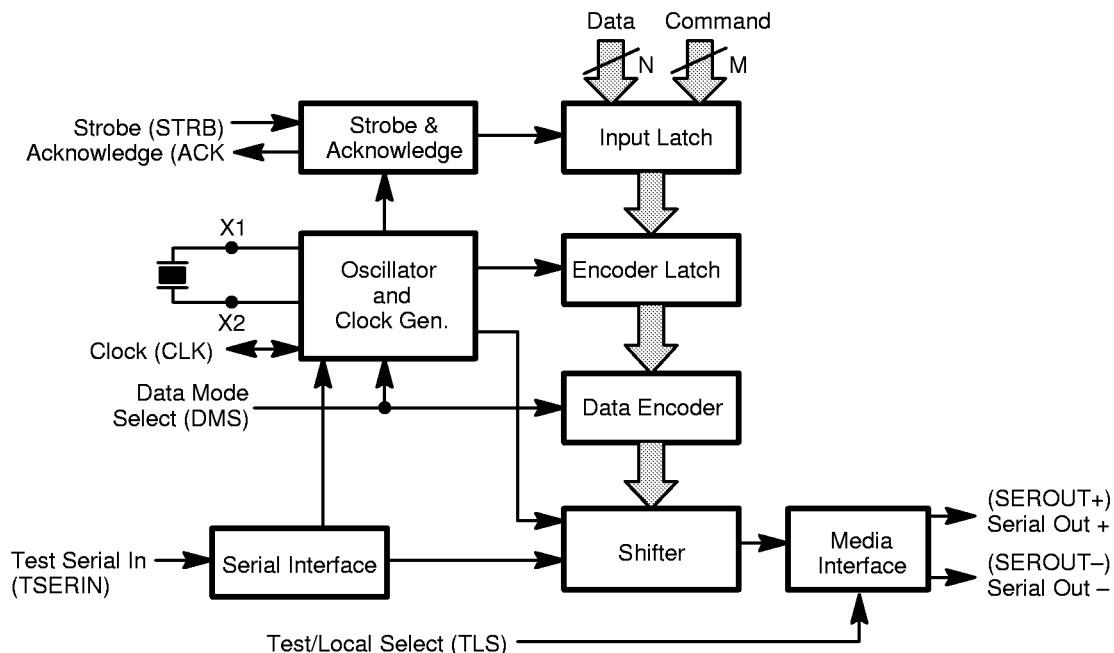 Data
Command
N
M
Strobe (STRB)
Acknowledge (ACK
Strobe &
Acknowledge
Input Latch
X1
X2
Oscillator
and
Clock Gen.
Encoder Latch
Clock (CLK)
Data Mode
Select (DMS)
Data Encoder
Test Serial In
(TSERIN)
Serial Interface
Shifter
Media
Interface
(SEROUT+)
Serial Out +
(SEROUT–)
Serial Out –
Test/Local Select (TLS)